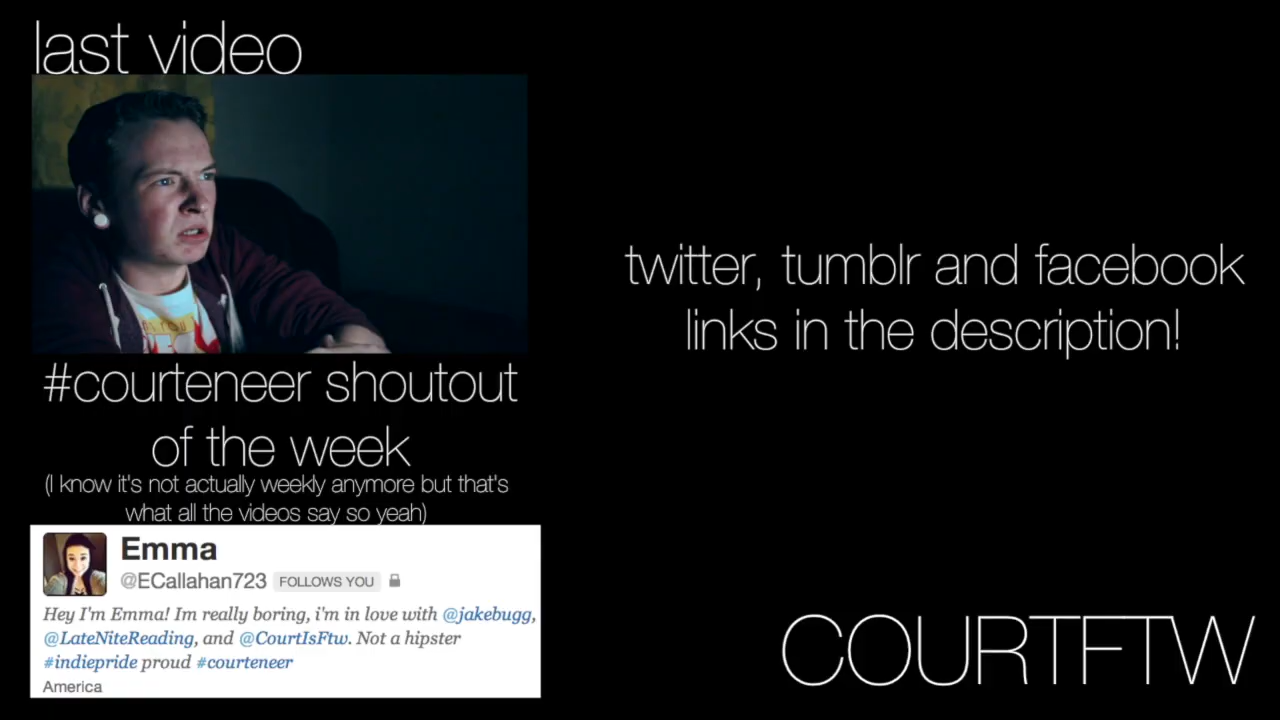 last video
#courteneer shoutout
of the week
(I know it's not actually weekly anymore but that's
what all the videos say so yeah)
Emma
@ECallahan723 FOLLOWS YOU
Hey I'm Emma! Im really boring, i'm in love with @jakebugg,
@LateNiteReading, and @CourtIsFtw. Not a hipster
#indiepride proud #courteneer
America
twitter, tumblr and facebook
links in the description!
COURTFTW